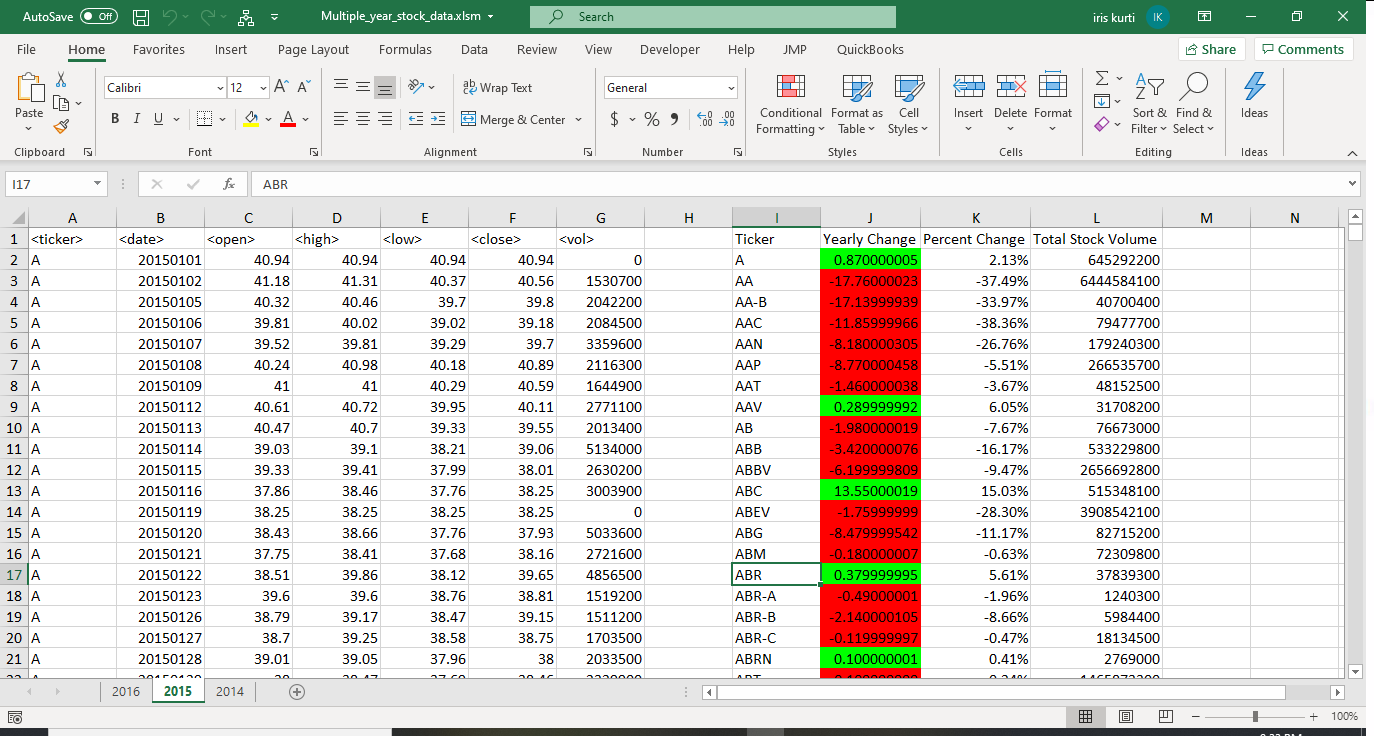 AutoSave Off Multiple_year_stock_data.xlsm Search iris kurti IK
File Home Favorites Insert Page Layout Formulas Data Review View Developer Help JMP QuickBooks Share Comments
Calibri 12 A A Wrap Text General
Paste B I U A Merge & Center $ % Conditional Formatting Format as Table Cell Styles Insert Delete Format Sort & Filter Find & Select Ideas
Clipboard Font Alignment Number Styles Cells Editing Ideas
I17 fx ABR
A B C D E F G H I J K L M N
1 <ticker> <date> <open> <high> <low> <close> <vol> Ticker Yearly Change Percent Change Total Stock Volume
2 A 20150101 40.94 40.94 40.94 40.94 0 A 0.870000005 2.13% 645292200
3 A 20150102 41.18 41.31 40.37 40.56 1530700 AA -17.76000023 -37.49% 6444584100
4 A 20150105 40.32 40.46 39.7 39.8 2042200 AA-B -17.13999939 -33.97% 40700400
5 A 20150106 39.81 40.02 39.02 39.18 2084500 AAC -11.85999966 -38.36% 79477700
6 A 20150107 39.52 39.81 39.29 39.7 3359600 AAN -8.180000305 -26.76% 179240300
7 A 20150108 40.24 40.98 40.18 40.89 2116300 AAP -8.770000458 -5.51% 266535700
8 A 20150109 41 41 40.29 40.59 1644900 AAT -1.460000038 -3.67% 48152500
9 A 20150112 40.61 40.72 39.95 40.11 2771100 AAV 0.289999992 6.05% 31708200
10 A 20150113 40.47 40.7 39.33 39.55 2013400 AB -1.980000019 -7.67% 76673000
11 A 20150114 39.03 39.1 38.21 39.06 5134000 ABB -3.420000076 -16.17% 533229800
12 A 20150115 39.33 39.41 37.99 38.01 2630200 ABBV -6.199999809 -9.47% 2656692800
13 A 20150116 37.86 38.46 37.76 38.25 3003900 ABC 13.55000019 15.03% 515348100
14 A 20150119 38.25 38.25 38.25 38.25 0 ABEV -1.75999999 -28.30% 3908542100
15 A 20150120 38.43 38.66 37.76 37.93 5033600 ABG -8.479999542 -11.17% 82715200
16 A 20150121 37.75 38.41 37.68 38.16 2721600 ABM -0.180000007 -0.63% 72309800
17 A 20150122 38.51 39.86 38.12 39.65 4856500 ABR 0.379999995 5.61% 37839300
18 A 20150123 39.6 39.6 38.76 38.81 1519200 ABR-A -0.49000001 -1.96% 1240300
19 A 20150126 38.79 39.17 38.47 39.15 1511200 ABR-B -2.140000105 -8.66% 5984400
20 A 20150127 38.7 39.25 38.58 38.75 1703500 ABR-C -0.119999997 -0.47% 18134500
21 A 20150128 39.01 39.05 37.96 38 2033500 ABRN 0.100000001 0.41% 2769000
2016 2015 2014
100%